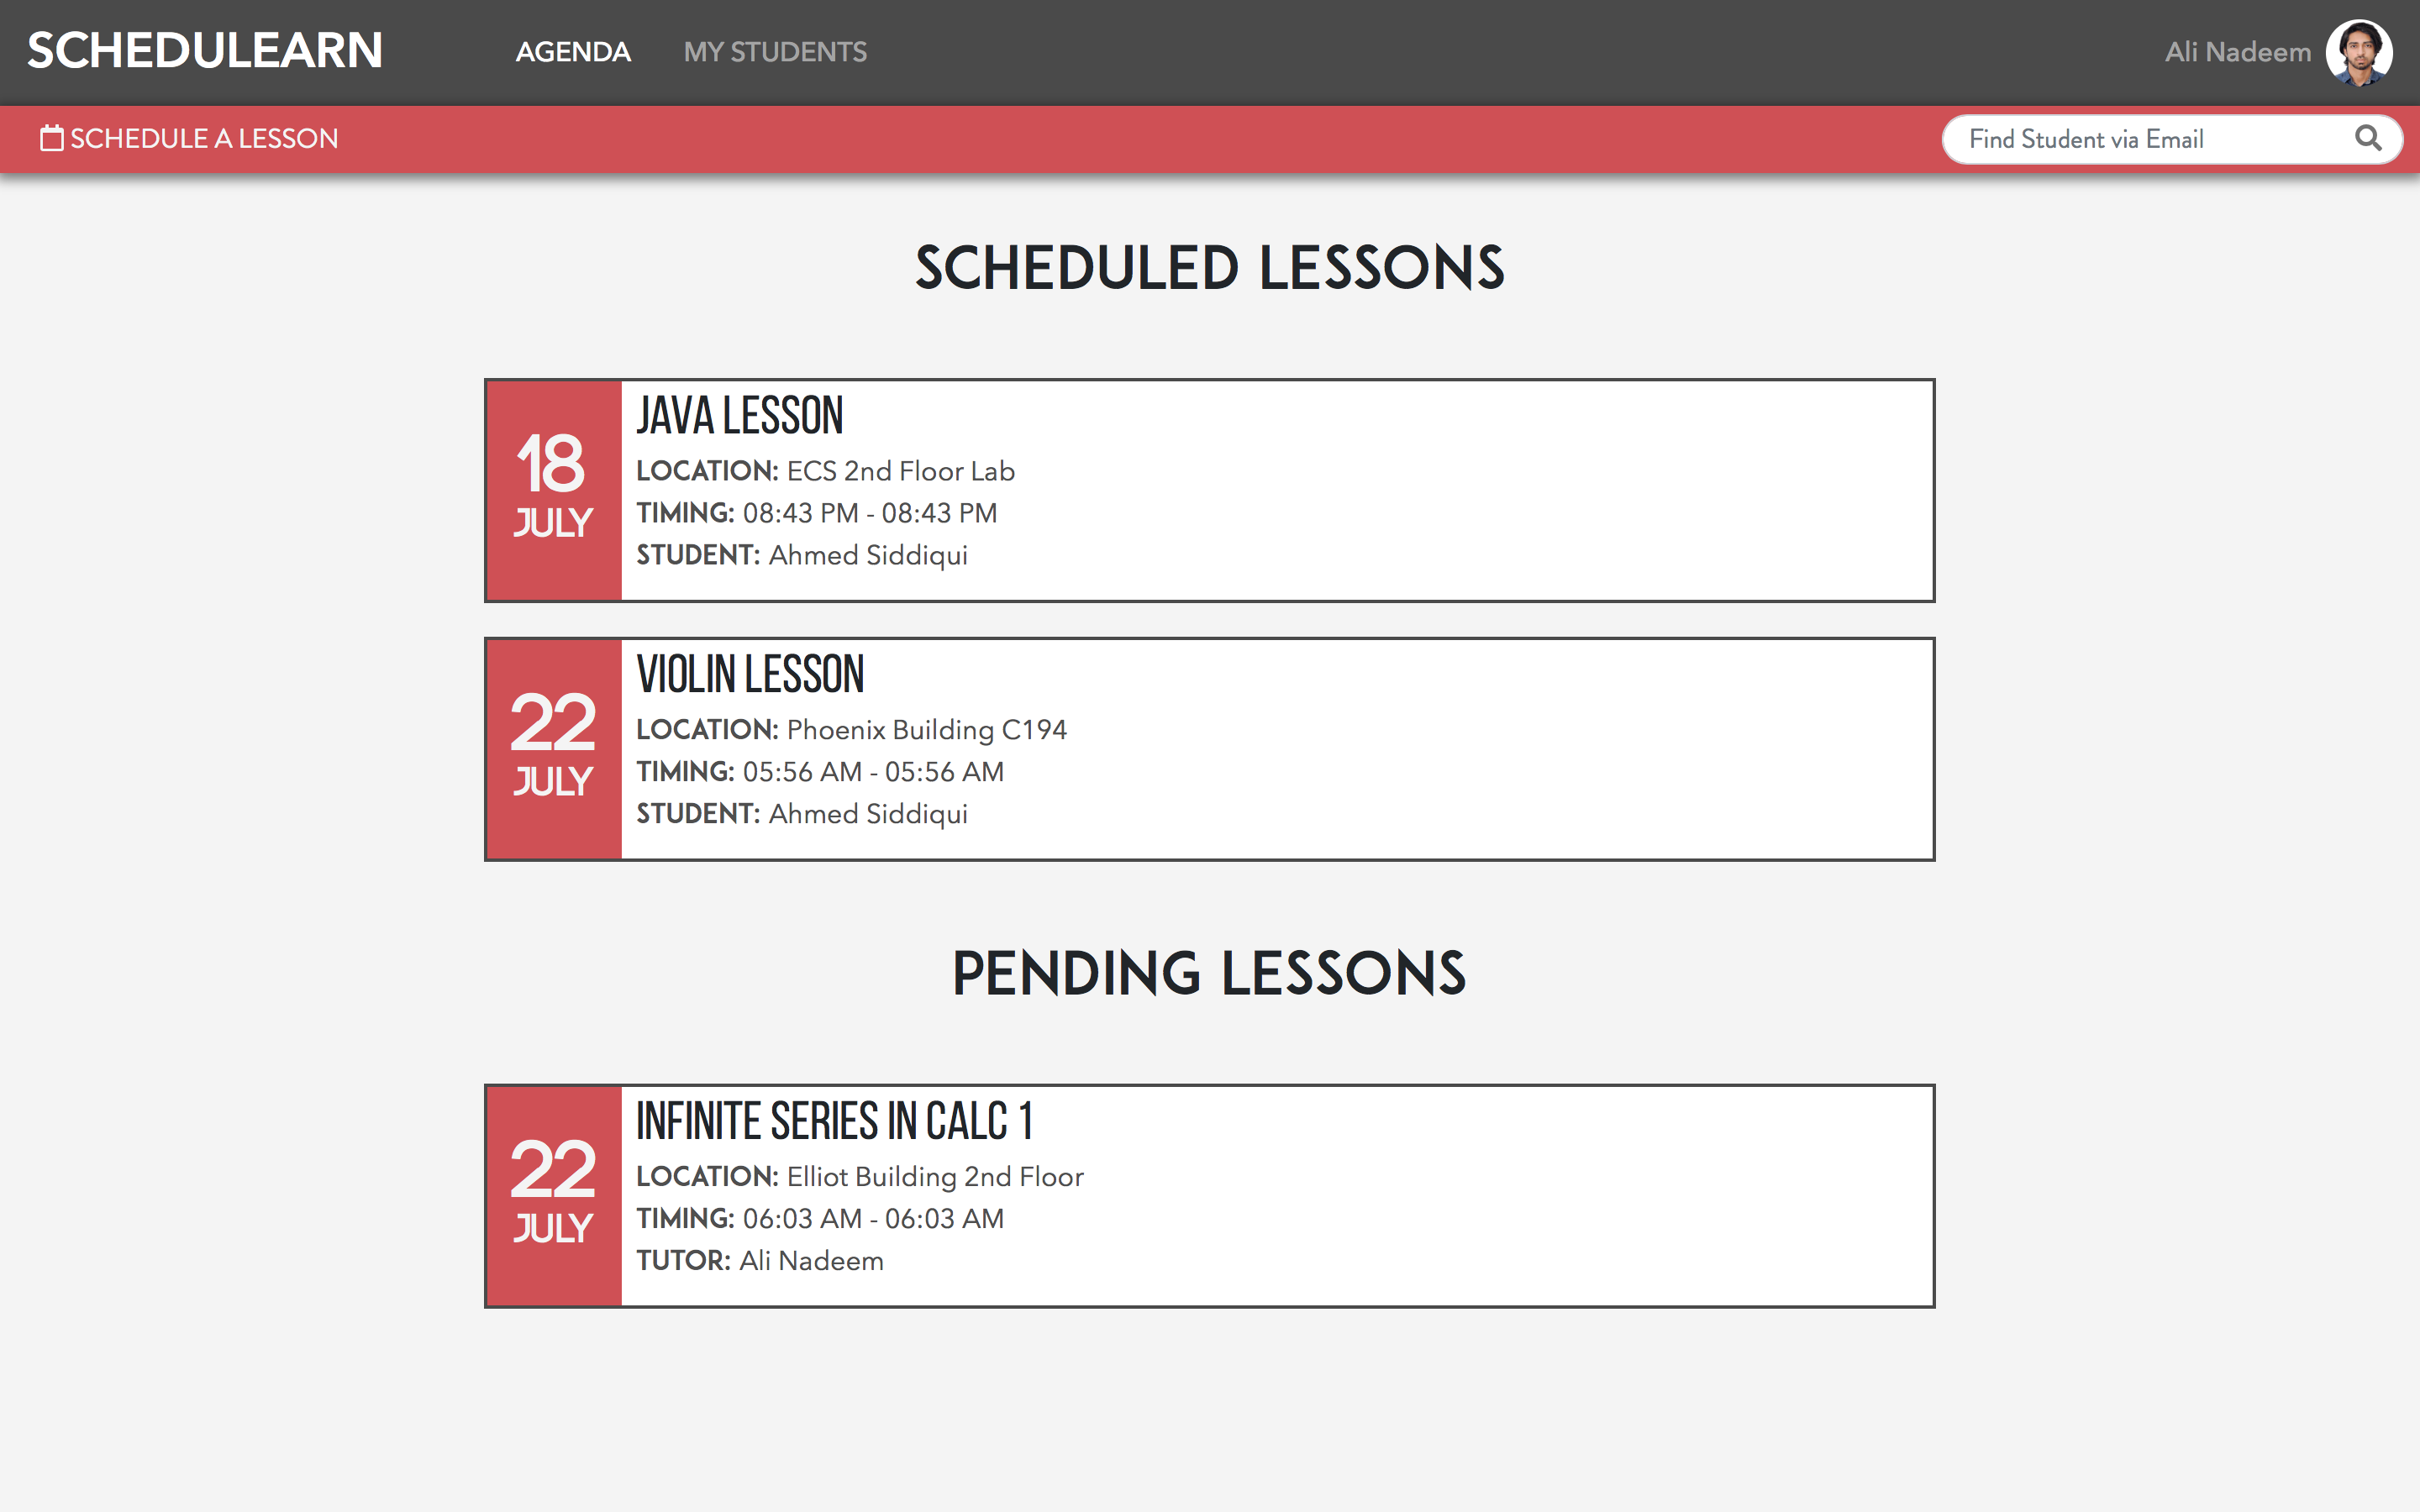 SCHEDULEARN
AGENDA
MY STUDENTS
Ali Nadeem
SCHEDULE A LESSON
Find Student via Email
SCHEDULED LESSONS
18
JULY
JAVA LESSON
LOCATION: ECS 2nd Floor Lab
TIMING: 08:43 PM - 08:43 PM
STUDENT: Ahmed Siddiqui
22
JULY
VIOLIN LESSON
LOCATION: Phoenix Building C194
TIMING: 05:56 AM - 05:56 AM
STUDENT: Ahmed Siddiqui
PENDING LESSONS
22
JULY
INFINITE SERIES IN CALC 1
LOCATION: Elliot Building 2nd Floor
TIMING: 06:03 AM - 06:03 AM
TUTOR: Ali Nadeem